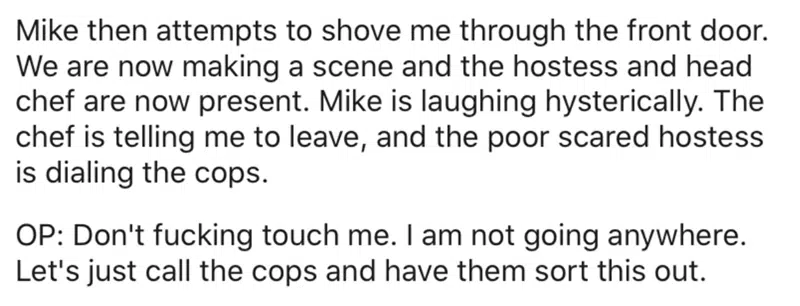 Mike then attempts to shove me through the front door.
We are now making a scene and the hostess and head
chef are now present. Mike is laughing hysterically. The
chef is telling me to leave, and the poor scared hostess
is dialing the cops.
OP: Don't fucking touch me. I am not going anywhere.
Let's just call the cops and have them sort this out.